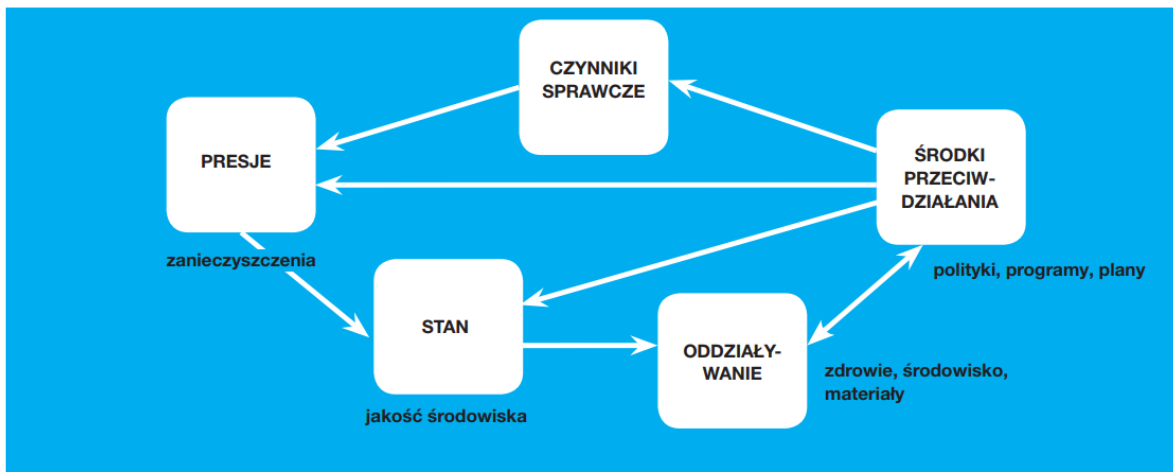 CZYNNIKI
SPRAWCZE
PRESJE
ŚRODKI
PRZECIW-
DZIAŁANIA
zanieczyszczenia
polityki, programy, plany
STAN
ODDZIAŁY-
WANIE
zdrowie, środowisko,
materiały
jakość środowiska